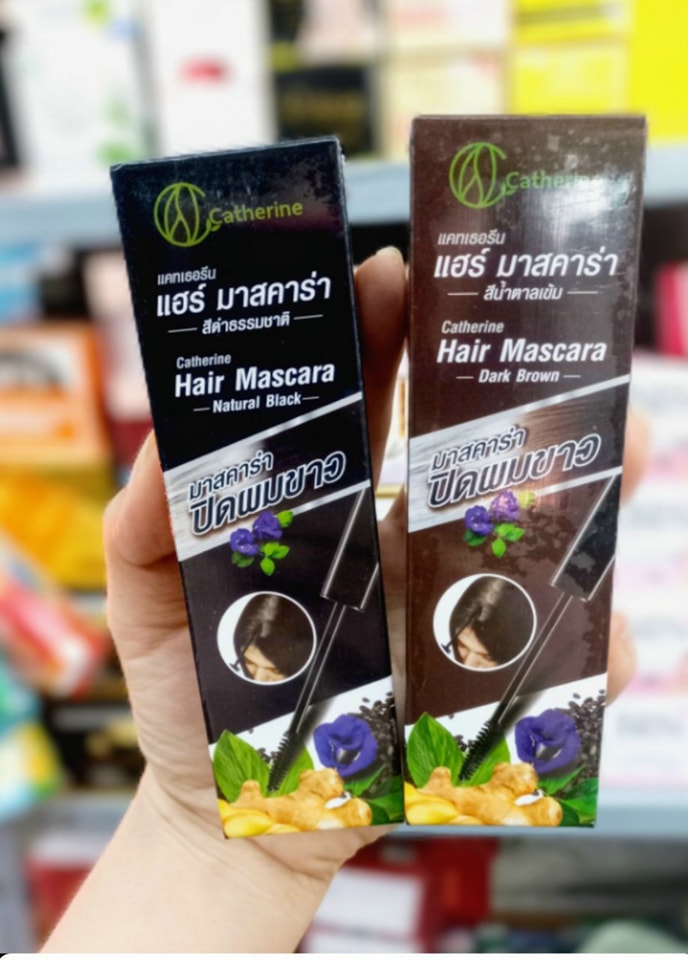 Catherine
แคทเธอรีน
แฮร์ มาสคาร่า
สีดำธรรมชาติ
Catherine
Hair Mascara
Natural Black
มาสคาร่า
ปิดผมขาว
Catherine
แคทเธอรีน
แฮร์ มาสคาร่า
สีน้ำตาลเข้ม
Catherine
Hair Mascara
Dark Brown
มาสคาร่า
ปิดผมขาว